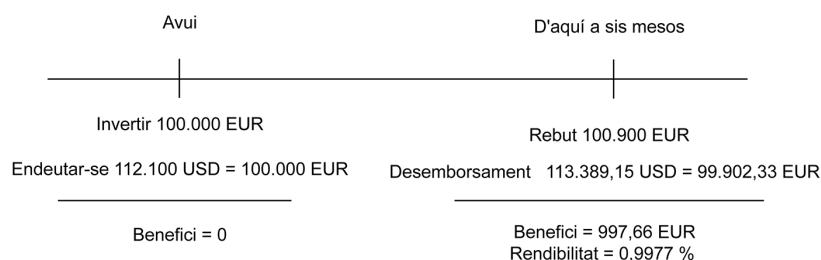 Avui
D'aquí a sis mesos
Invertir 100.000 EUR
Rebut 100.900 EUR
Endeutar-se 112.100 USD = 100.000 EUR
Desemborsament 113.389,15 USD = 99.902,33 EUR
Benefici = 0
Benefici = 997,66 EUR
Rendibilitat = 0.9977 %